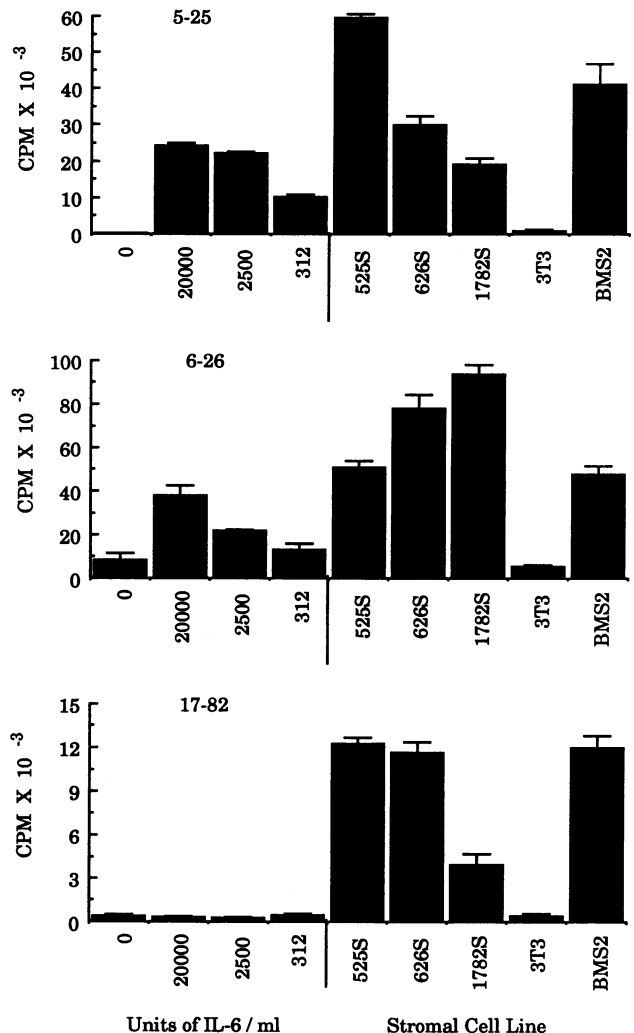 5-25
CPM X 10 -3
60
50
40
30
20
10
0
0
20000
2500
312
525S
626S
1782S
3T3
BMS2
6-26
CPM X 10 -3
100
80
60
40
20
0
0
20000
2500
312
525S
626S
1782S
3T3
BMS2
17-82
CPM X 10 -3
15
12
9
6
3
0
0
20000
2500
312
525S
626S
1782S
3T3
BMS2
Units of IL-6 / ml
Stromal Cell Line